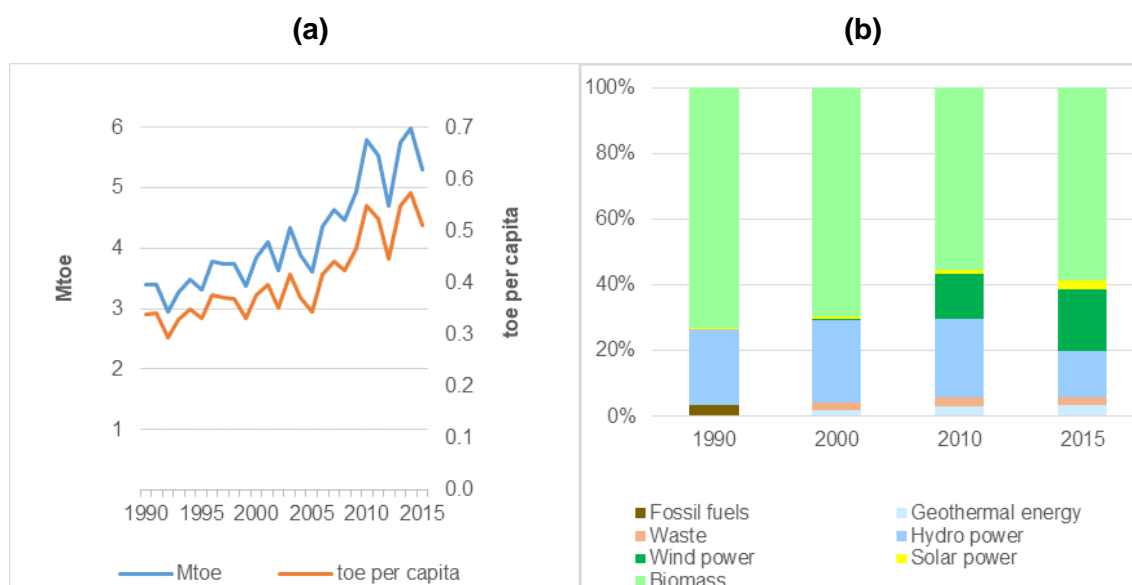 (a)
(b)
6
5
4
3
2
1
Mtoe
0.7
0.6
0.5
0.4
0.3
0.2
0.1
0.0
toe per capita
1990 1995 2000 2005 2010 2015
Mtoe toe per capita
100%
80%
60%
40%
20%
0%
1990 2000 2010 2015
Fossil fuels Geothermal energy
Waste Hydro power
Wind power Solar power
Biomass